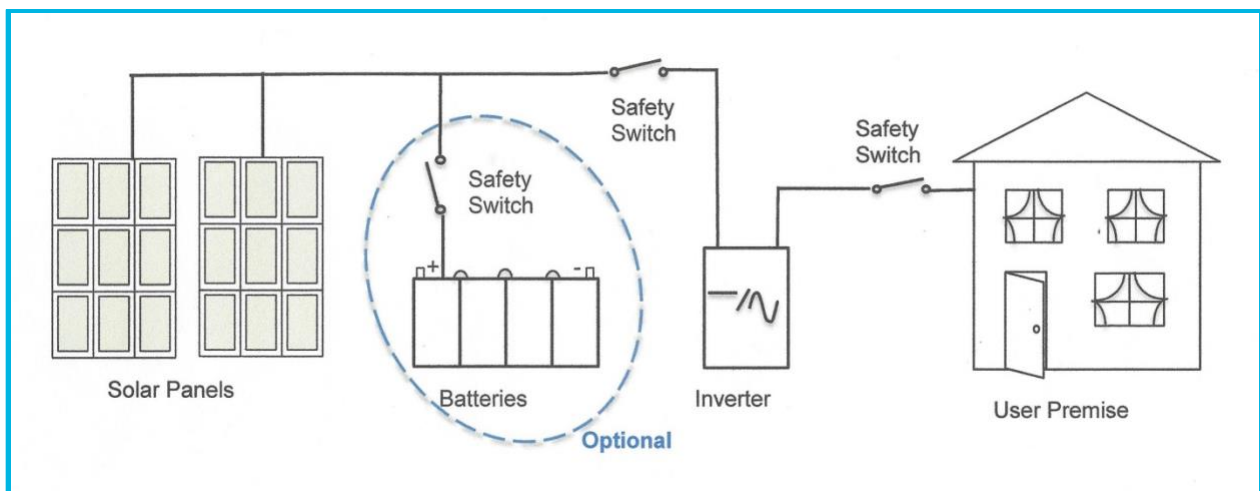 Safety
Switch
Safety
Switch
Safety
Switch
+
-
Solar Panels
Batteries
Inverter
User Premise
Optional